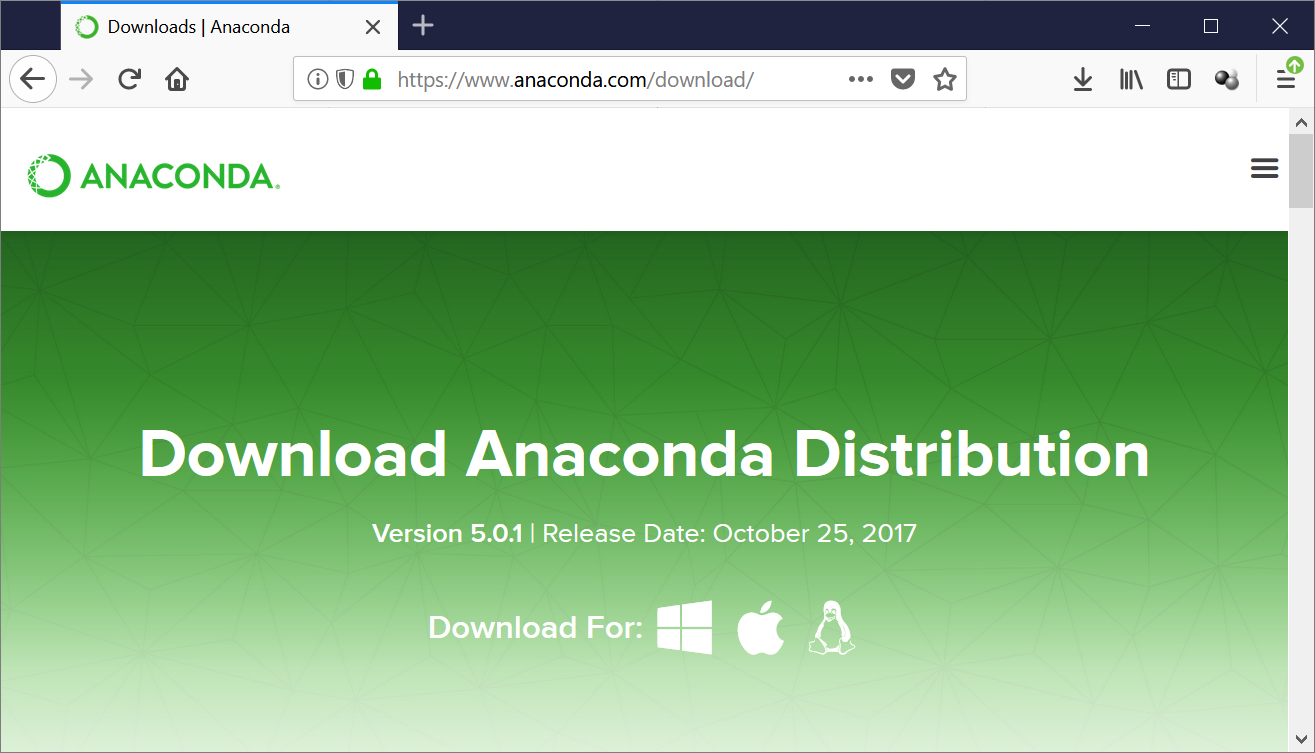 Downloads | Anaconda
https://www.anaconda.com/download/
ANACONDA.
Download Anaconda Distribution
Version 5.0.1 | Release Date: October 25, 2017
Download For: